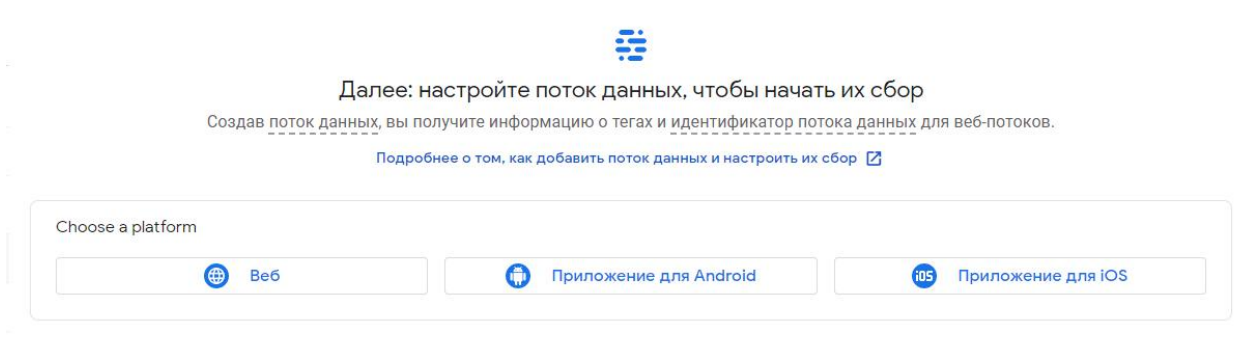 Далее: настройте поток данных, чтобы начать их сбор
Создав поток данных, вы получите информацию о тегах и идентификатор потока данных для веб-потоков.
Подробнее о том, как добавить поток данных и настроить их сбор
Choose a platform
Веб
Приложение для Android
iOS Приложение для iOS